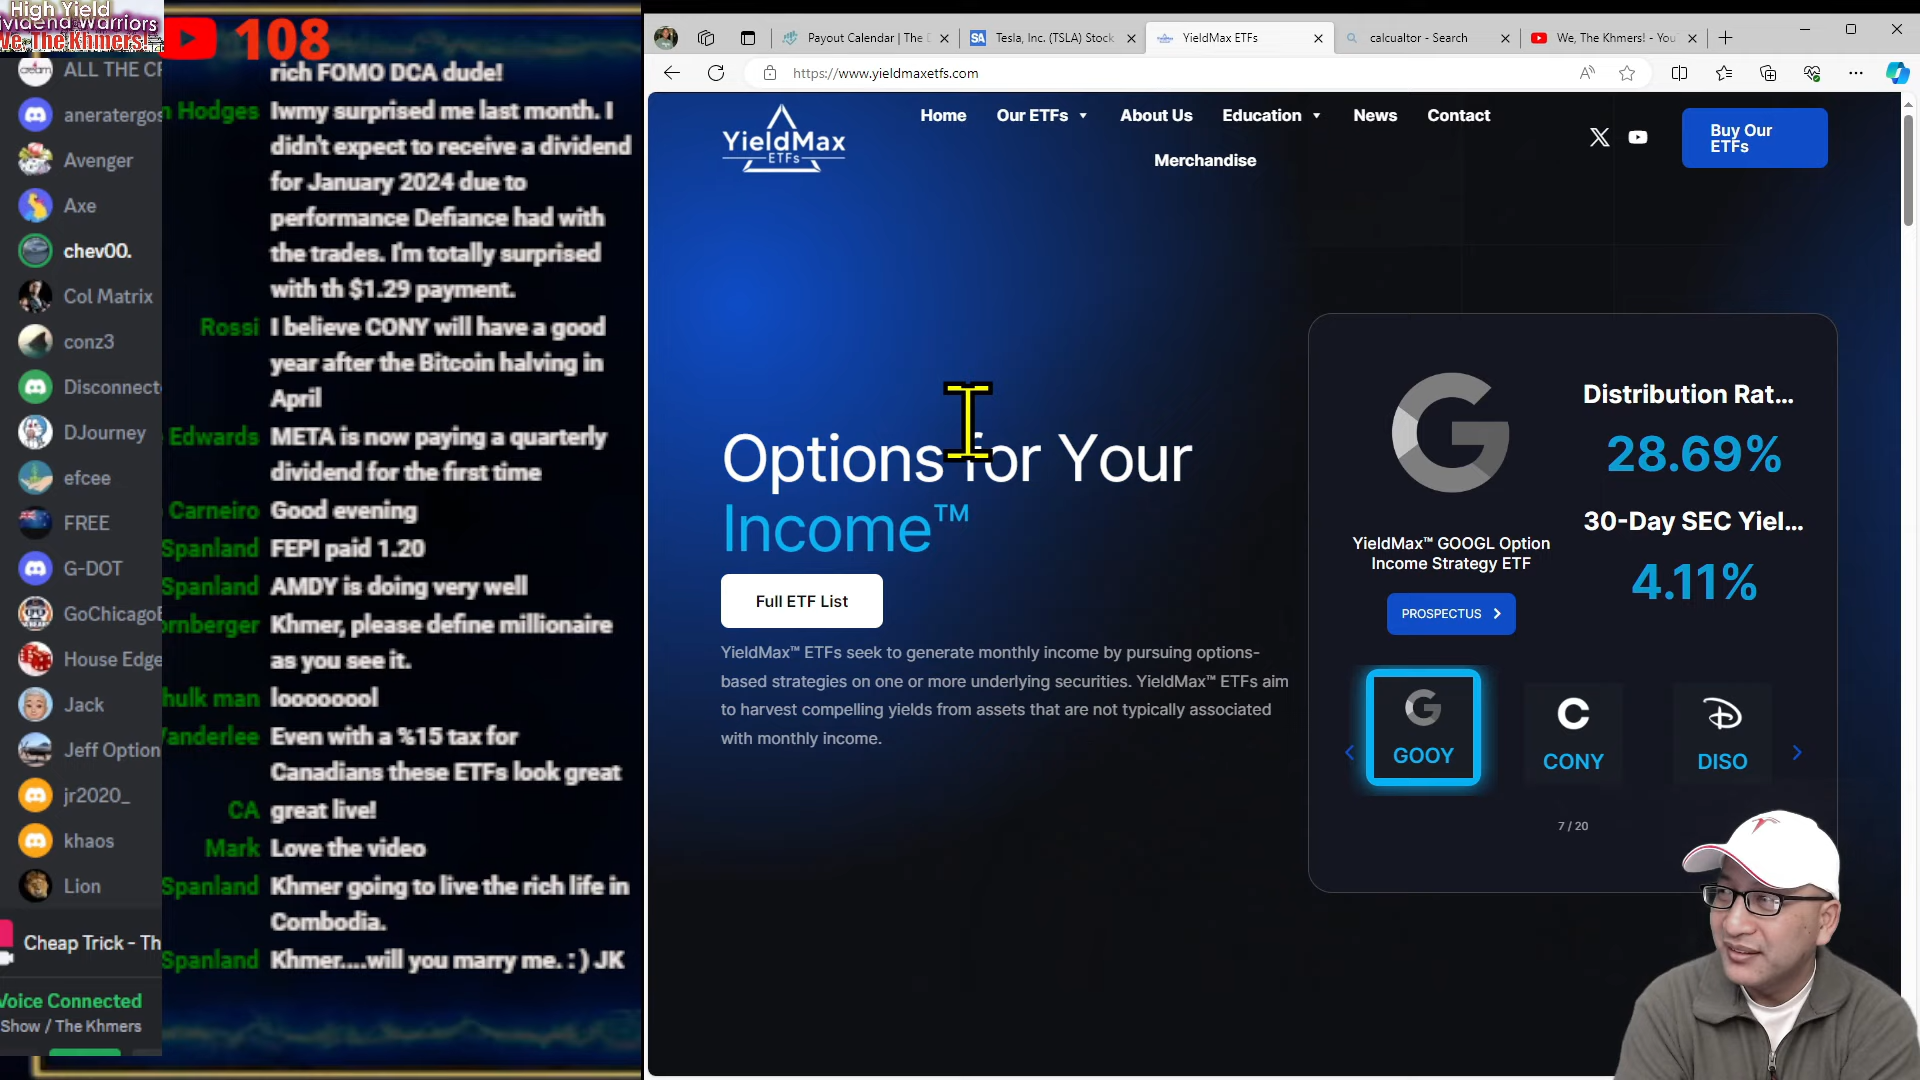 High Yield
Dividend Warriors
We, The Khmers!
108
ALL THE CR
aneratergos
Avenger
Axe
chev00.
Col Matrix
conz3
Disconnect
DJourney
efcee
FREE
G-DOT
GoChicago
House Edge
Jack
Jeff Option
jr2020_
khaos
Lion
Cheap Trick - Th
Voice Connected
Show / The Khmers
rich FOMO DCA dude!
Hodges Iwmy surprised me last month. I
didn't expect to receive a dividend
for January 2024 due to
performance Defiance had with
the trades. I'm totally surprised
with th $1.29 payment.
Rossi I believe CONY will have a good
year after the Bitcoin halving in
April
Edwards META is now paying a quarterly
dividend for the first time
Carneiro Good evening
Spanland FEPI paid 1.20
Spanland AMDY is doing very well
ornberger Khmer, please define millionaire
as you see it.
hulk man loooooool
Vanderlee Even with a %15 tax for
Canadians these ETFs look great
CA great live!
Mark Love the video
Spanland Khmer going to live the rich life in
Combodia.
Spanland Khmer....will you marry me. : ) JK
Payout Calendar | The
SA Tesla, Inc. (TSLA) Stock
YieldMax ETFs
calcualtor - Search
We, The Khmers! - You
https://www.yieldmaxetfs.com
YieldMax
ETFs
Home Our ETFs About Us Education News Contact
Merchandise
Buy Our
ETFs
Options for Your
Income™
Full ETF List
YieldMax™ ETFs seek to generate monthly income by pursuing options-
based strategies on one or more underlying securities. YieldMax™ ETFs aim
to harvest compelling yields from assets that are not typically associated
with monthly income.
G
YieldMax™ GOOGL Option
Income Strategy ETF
PROSPECTUS
Distribution Rat...
28.69%
30-Day SEC Yiel...
4.11%
GOOY
CONY
DISO
7 / 20